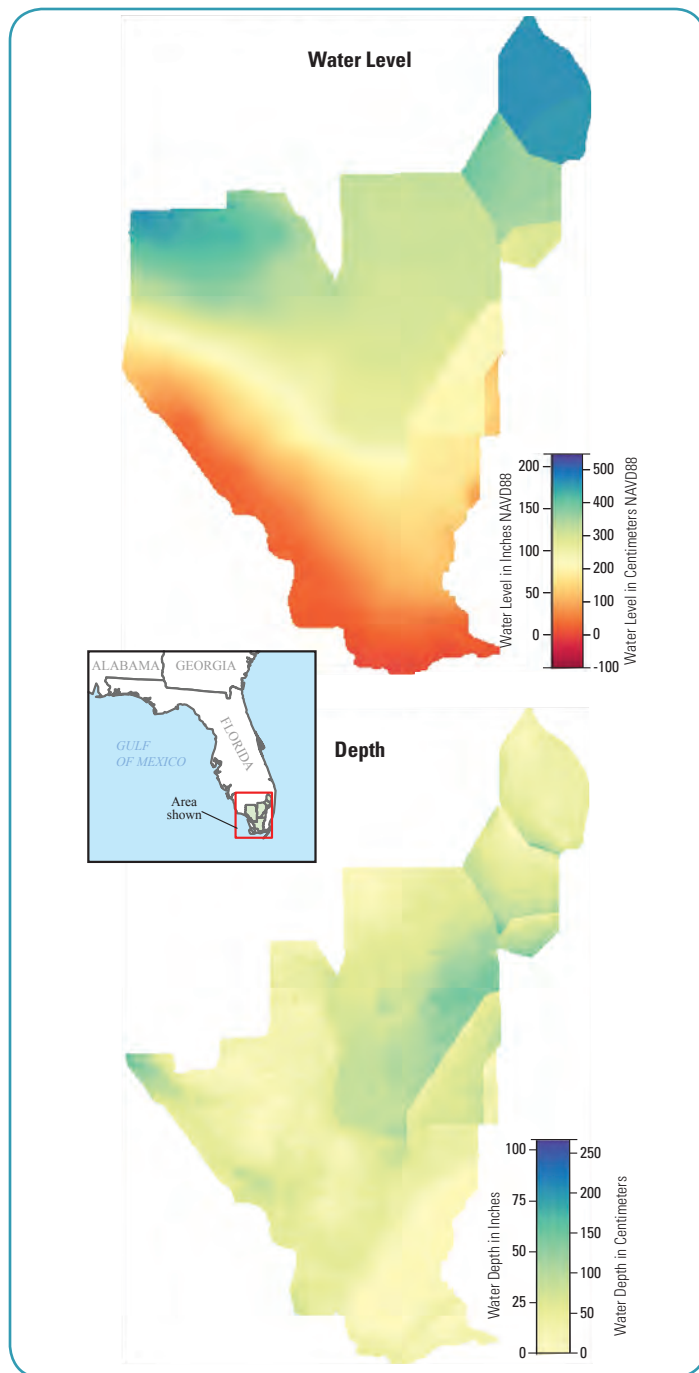 Water Level
Water Level in Inches NAVD88
200
150
100
50
0
500
400
300
200
100
0
-100
Water Level in Centimeters NAVD88
ALABAMA
GEORGIA
FLORIDA
GULF
OF MEXICO
Area
shown
Depth
Water Depth in Inches
100
75
50
25
0
250
200
150
100
50
0
Water Depth in Centimeters